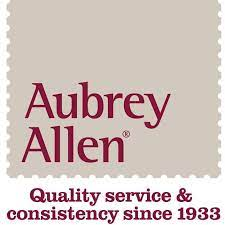 Aubrey
Allen®
Quality service &
consistency since 1933